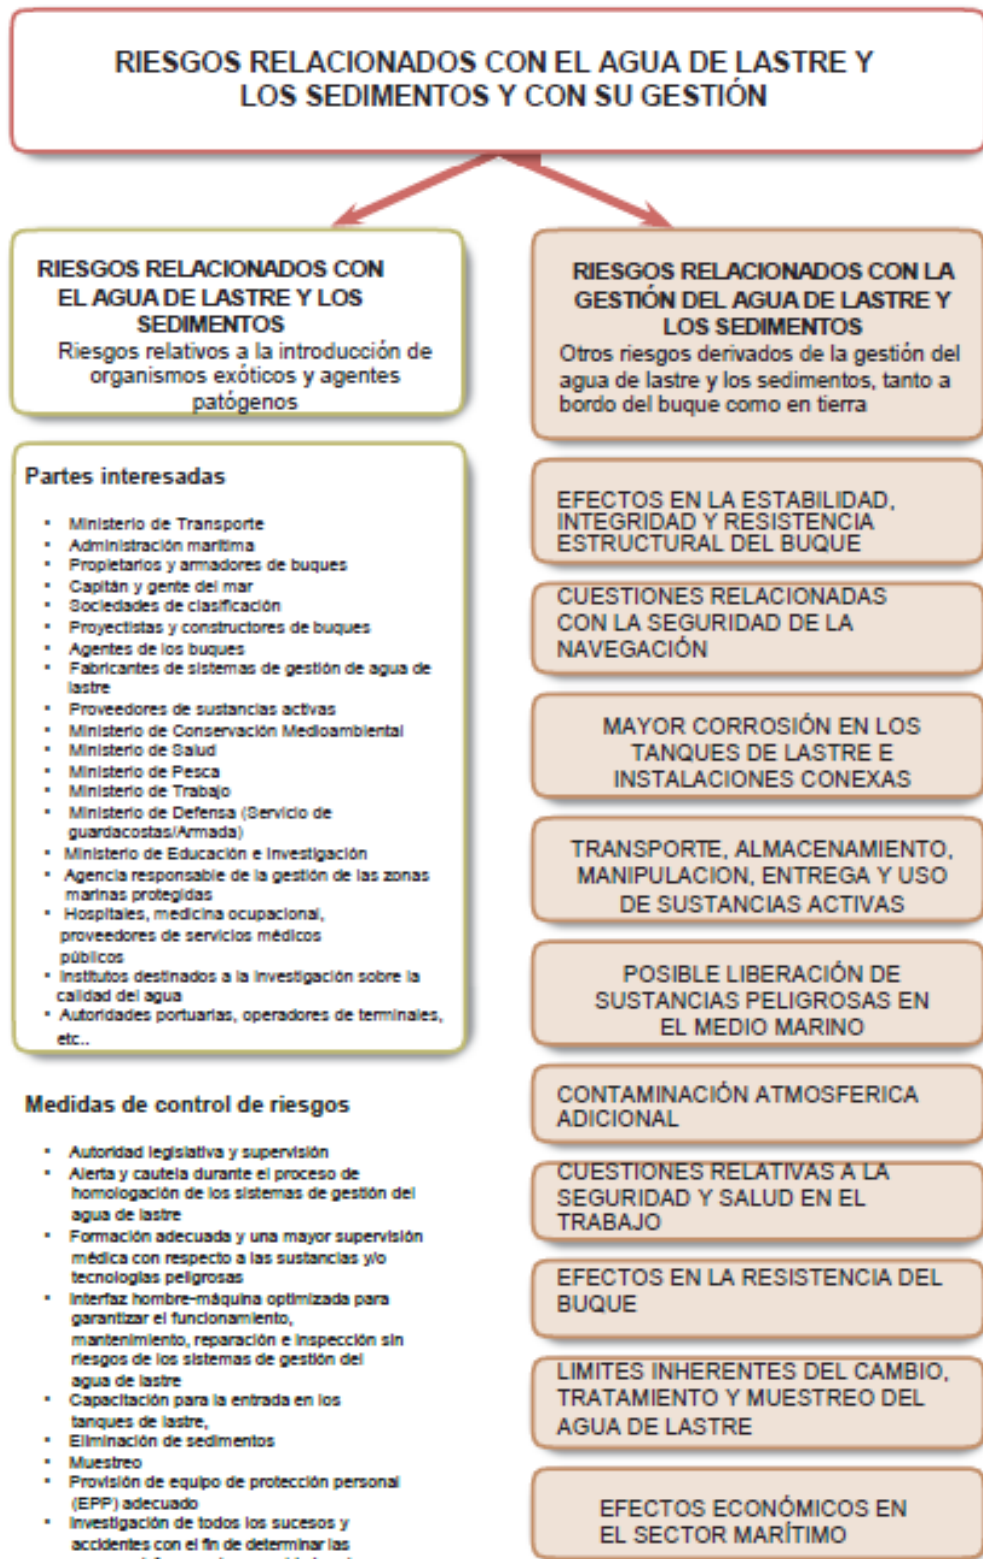 RIESGOS RELACIONADOS CON EL AGUA DE LASTRE Y
LOS SEDIMENTOS Y CON SU GESTIÓN
RIESGOS RELACIONADOS CON
EL AGUA DE LASTRE Y LOS
SEDIMENTOS
Riesgos relativos a la introducción de
organismos exóticos y agentes
patógenos
Partes interesadas
• Ministerio de Transporte
• Administración marítima
• Propietarios y armadores de buques
• Capitán y gente del mar
• Sociedades de clasificación
• Proyectistas y constructores de buques
• Agentes de los buques
• Fabricantes de sistemas de gestión de agua de
lastre
• Proveedores de sustancias activas
• Ministerio de Conservación Medioambiental
• Ministerio de Salud
• Ministerio de Pesca
• Ministerio de Trabajo
• Ministerio de Defensa (Servicio de
guardacostas/Armada)
• Ministerio de Educación e Investigación
• Agencia responsable de la gestión de las zonas
marinas protegidas
• Hospitales, medicina ocupacional,
proveedores de servicios médicos
públicos
• Institutos destinados a la investigación sobre la
calidad del agua
• Autoridades portuarias, operadores de terminales,
etc..
Medidas de control de riesgos
• Autoridad legislativa y supervisión
• Alerta y cautela durante el proceso de
homologación de los sistemas de gestión del
agua de lastre
• Formación adecuada y una mayor supervisión
médica con respecto a las sustancias y/o
tecnologías peligrosas
• Interfaz hombre-máquina optimizada para
garantizar el funcionamiento,
mantenimiento, reparación e inspección sin
riesgos de los sistemas de gestión del
agua de lastre
• Capacitación para la entrada en los
tanques de lastre,
• Eliminación de sedimentos
• Muestreo
• Provisión de equipo de protección personal
(EPP) adecuado
• Investigación de todos los sucesos y
accidentes con el fin de determinar las
RIESGOS RELACIONADOS CON LA
GESTIÓN DEL AGUA DE LASTRE Y
LOS SEDIMENTOS
Otros riesgos derivados de la gestión del
agua de lastre y los sedimentos, tanto a
bordo del buque como en tierra
EFECTOS EN LA ESTABILIDAD,
INTEGRIDAD Y RESISTENCIA
ESTRUCTURAL DEL BUQUE
CUESTIONES RELACIONADAS
CON LA SEGURIDAD DE LA
NAVEGACIÓN
MAYOR CORROSIÓN EN LOS
TANQUES DE LASTRE E
INSTALACIONES CONEXAS
TRANSPORTE, ALMACENAMIENTO,
MANIPULACION, ENTREGA Y USO
DE SUSTANCIAS ACTIVAS
POSIBLE LIBERACIÓN DE
SUSTANCIAS PELIGROSAS EN
EL MEDIO MARINO
CONTAMINACIÓN ATMOSFERICA
ADICIONAL
CUESTIONES RELATIVAS A LA
SEGURIDAD Y SALUD EN EL
TRABAJO
EFECTOS EN LA RESISTENCIA DEL
BUQUE
LIMITES INHERENTES DEL CAMBIO,
TRATAMIENTO Y MUESTREO DEL
AGUA DE LASTRE
EFECTOS ECONÓMICOS EN
EL SECTOR MARÍTIMO